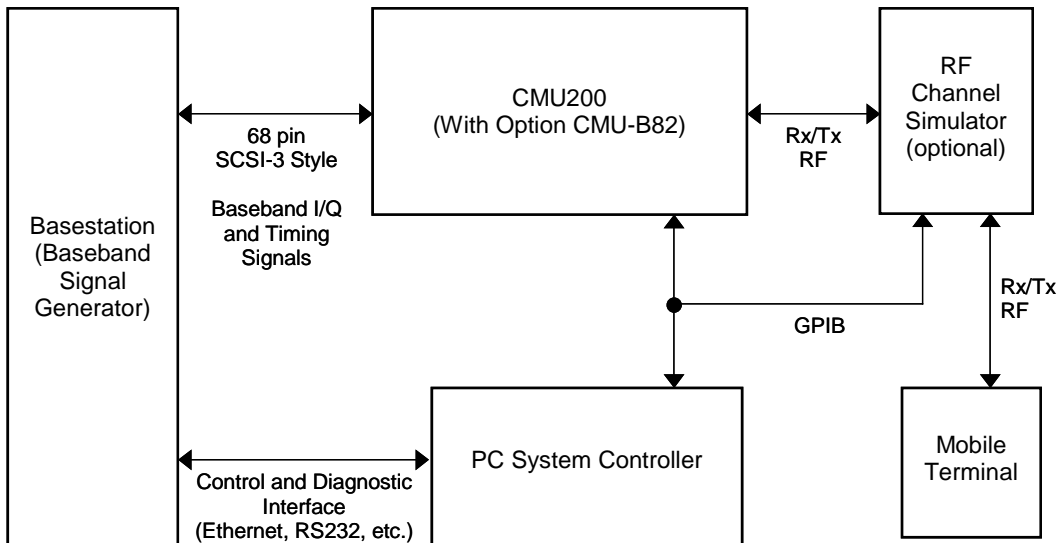 Basestation
(Baseband
Signal
Generator)
68 pin
SCSI-3 Style
Baseband I/Q
and Timing
Signals
CMU200
(With Option CMU-B82)
Rx/Tx
RF
RF
Channel
Simulator
(optional)
GPIB
Rx/Tx
RF
Control and Diagnostic
Interface
(Ethernet, RS232, etc.)
PC System Controller
Mobile
Terminal